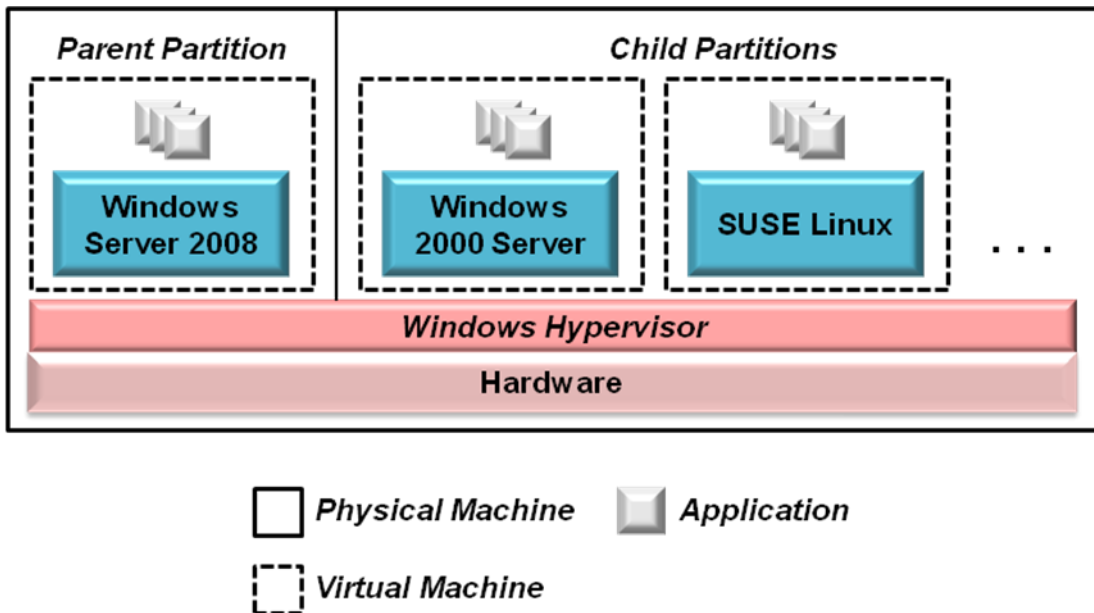 Parent Partition
Child Partitions
Windows
Server 2008
Windows
2000 Server
SUSE Linux
. . .
Windows Hypervisor
Hardware
Physical Machine
Application
Virtual Machine